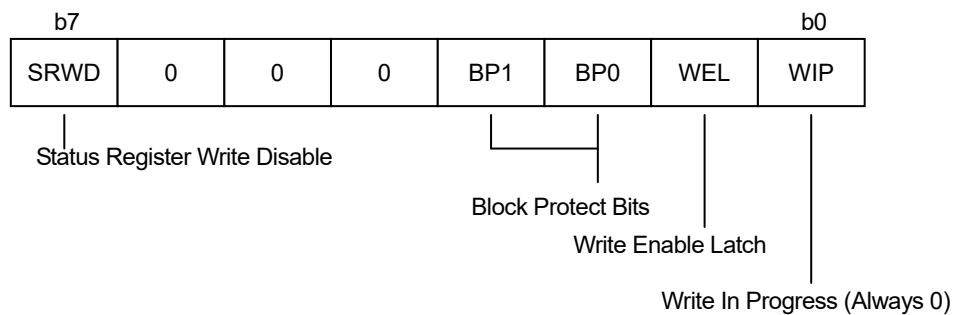 b7 b0
SRWD 0 0 0 BP1 BP0 WEL WIP
Status Register Write Disable
Block Protect Bits
Write Enable Latch
Write In Progress (Always 0)